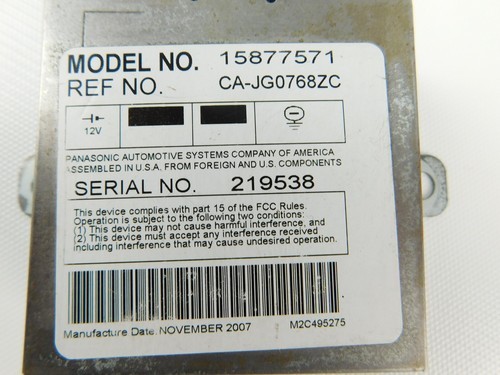 MODEL NO. 15877571
REF NO. CA-JG0768ZC
12V
PANASONIC AUTOMOTIVE SYSTEMS COMPANY OF AMERICA
ASSEMBLED IN U.S.A. FROM FOREIGN AND U.S. COMPONENTS
SERIAL NO. 219538
This device complies with part 15 of the FCC Rules.
Operation is subject to the following two conditions:
(1) This device may not cause harmful interference, and
(2) This device must accept any interference received
including interference that may cause undesired operation.
Manufacture Date: NOVEMBER 2007 M2C495275